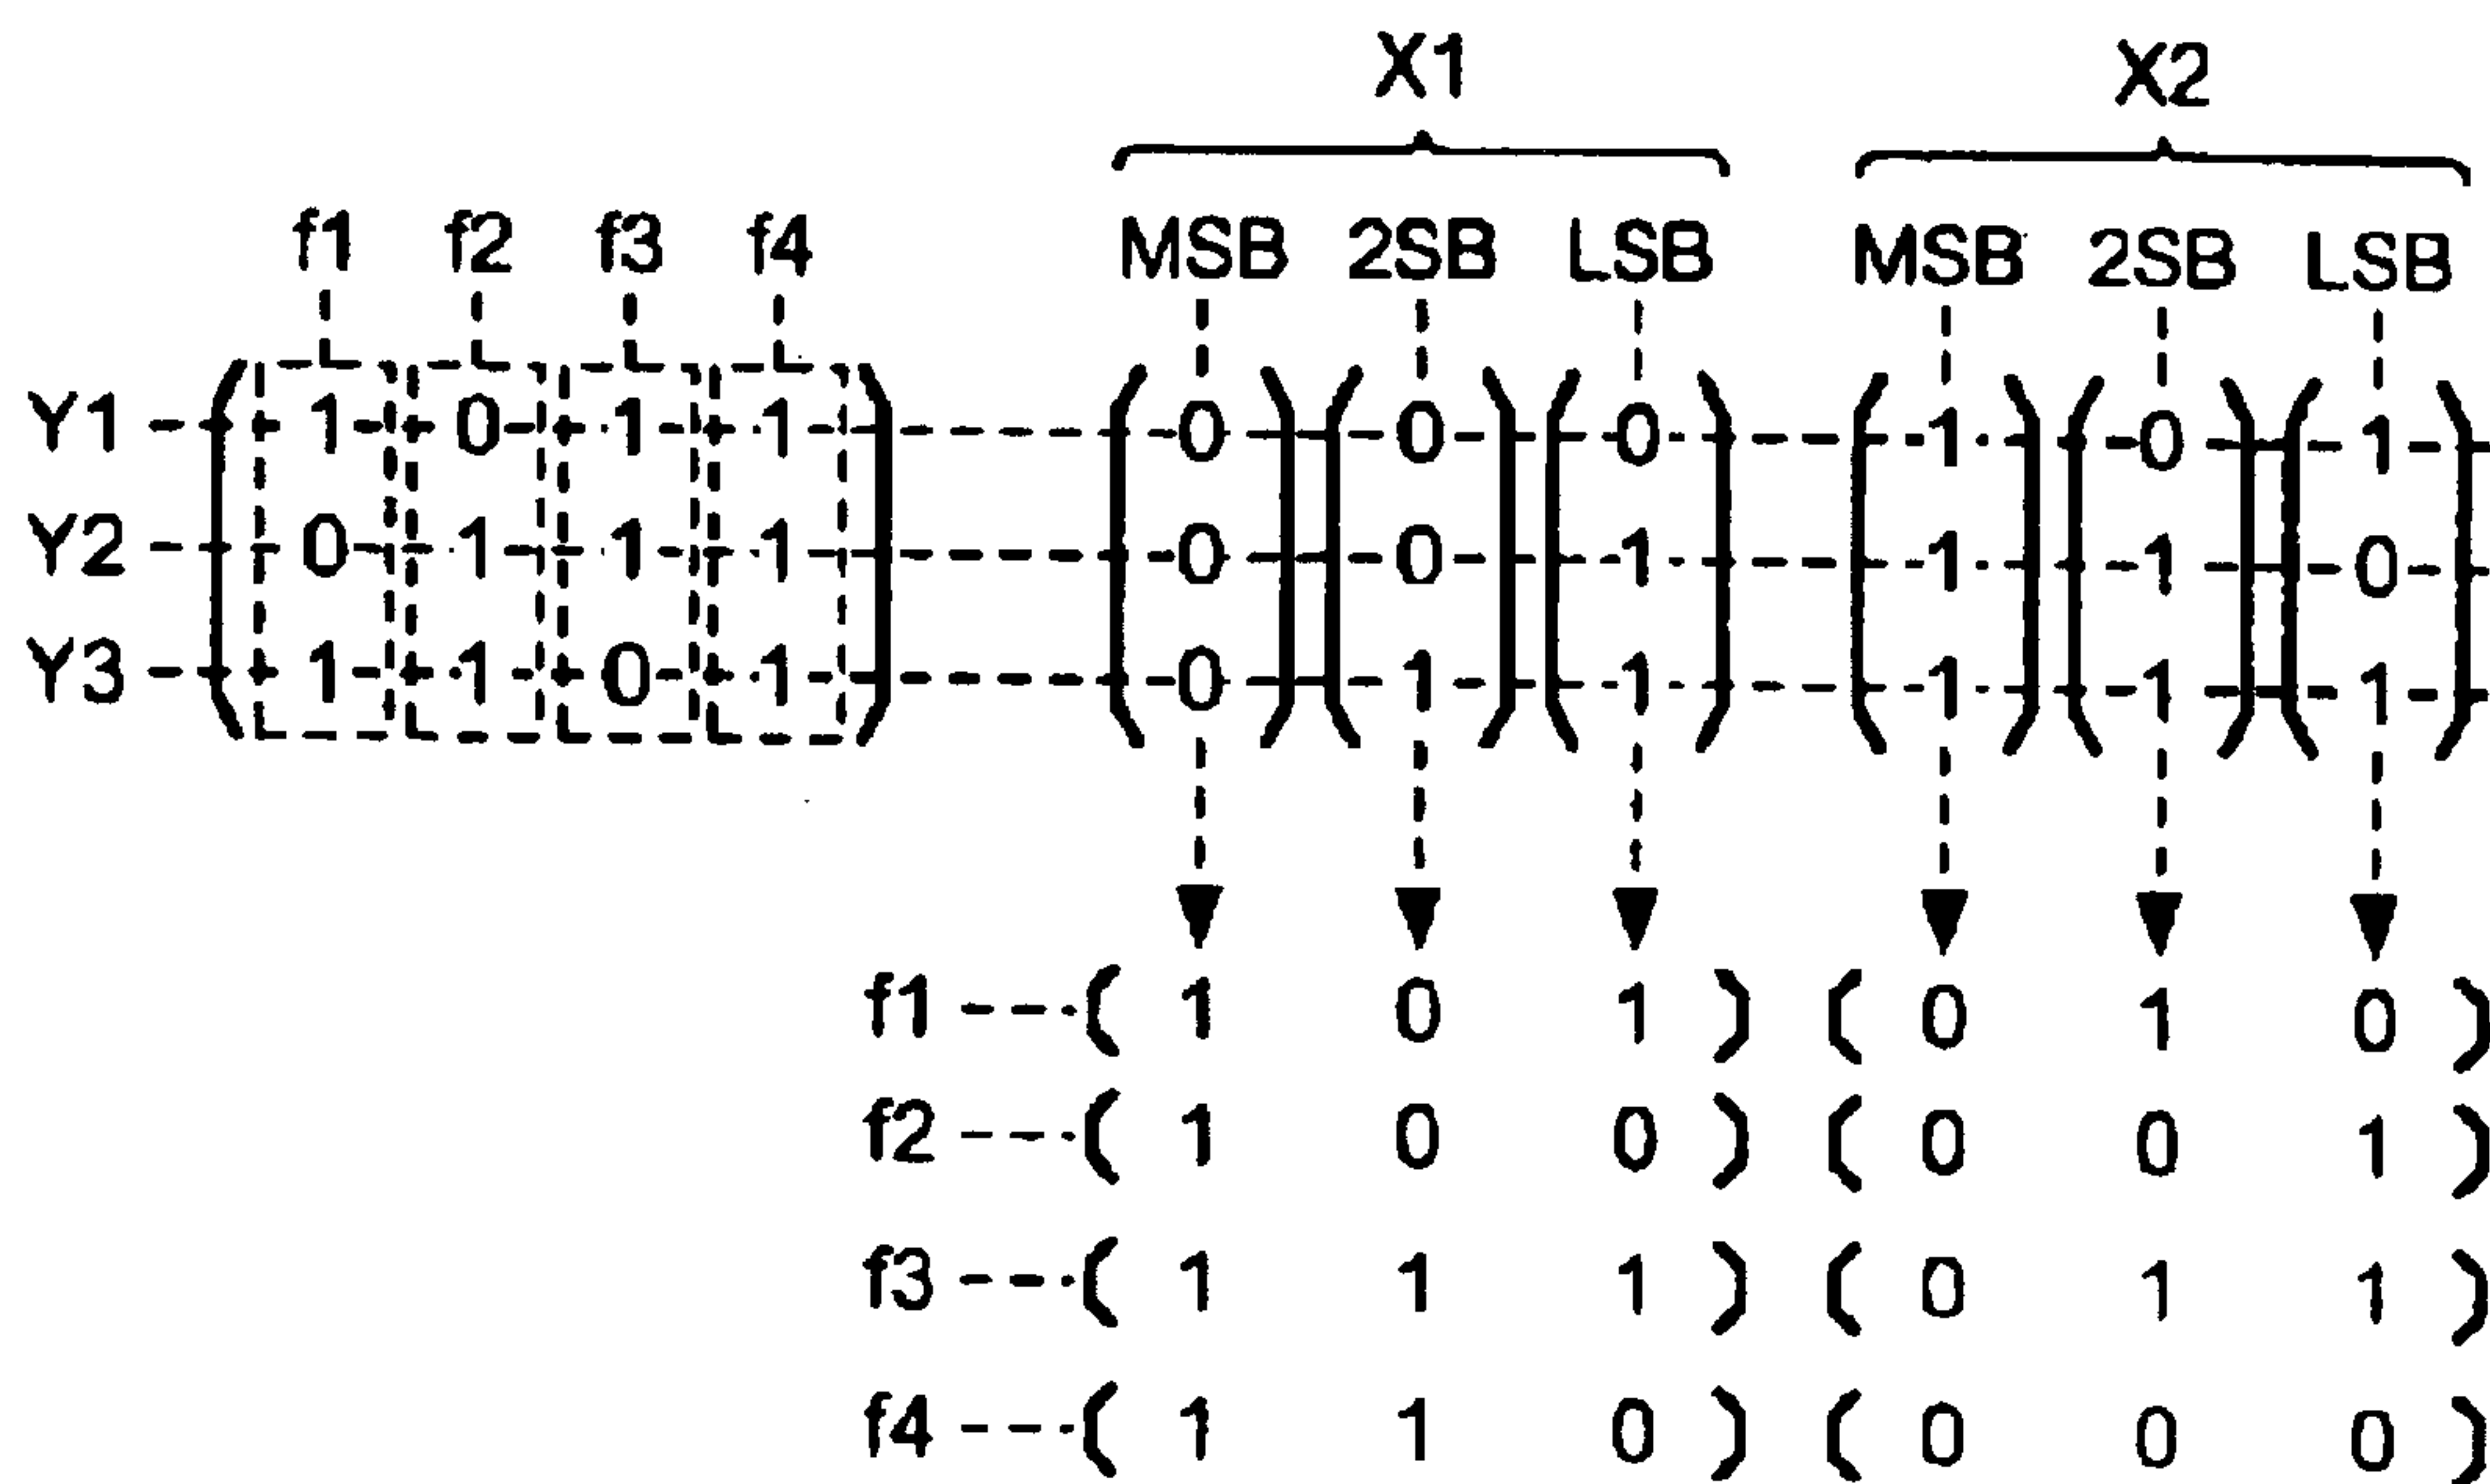 X1 X2
f1 f2 f3 f4 MSB 2SB LSB MSB 2SB LSB
Y1 1 0 1 1 0 0 0 1 0 1
Y2 0 1 1 1 0 0 1 1 1 0
Y3 1 1 0 1 0 1 1 1 1 1
f1 ( 1 0 1 ) ( 0 1 0 )
f2 ( 1 0 0 ) ( 0 0 1 )
f3 ( 1 1 1 ) ( 0 1 1 )
f4 ( 1 1 0 ) ( 0 0 0 )